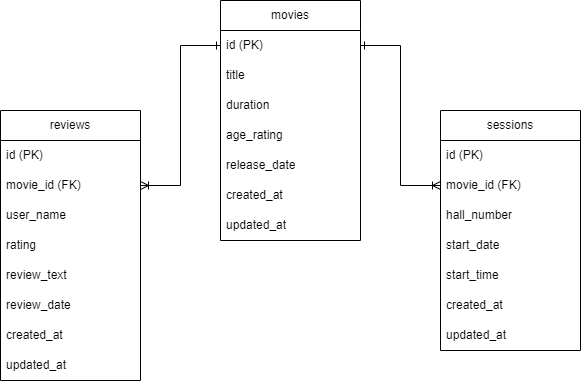 movies
id (PK)
title
duration
age_rating
release_date
created_at
updated_at
reviews
id (PK)
movie_id (FK)
user_name
rating
review_text
review_date
created_at
updated_at
sessions
id (PK)
movie_id (FK)
hall_number
start_date
start_time
created_at
updated_at